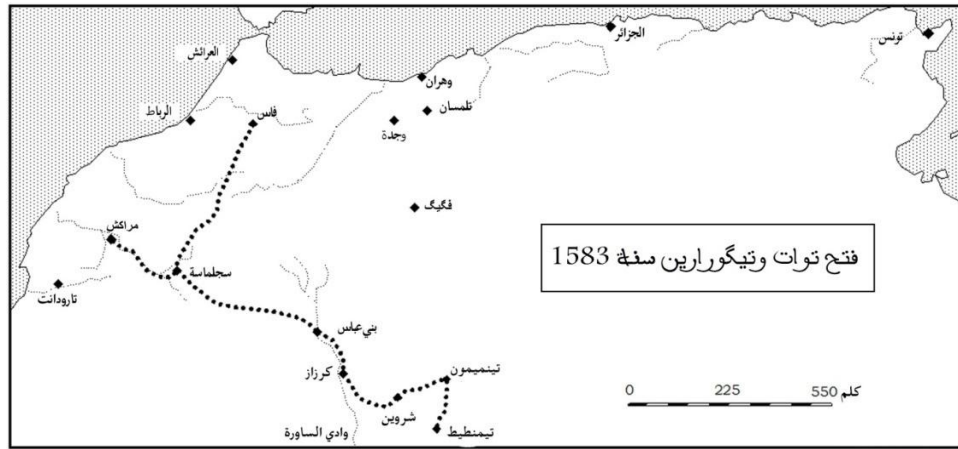 تونس
الجزائر
العرائش
وهران
تلمسان
الرباط
فاس
وجدة
فگيگ
مراكش
فتح توات وتيگورارين سنة 1583
سجلماسة
تارودانت
بني عباس
كرزاز
تينميمون
0 225 550 كلم
شروين
تيمنطيط
وادي الساورة